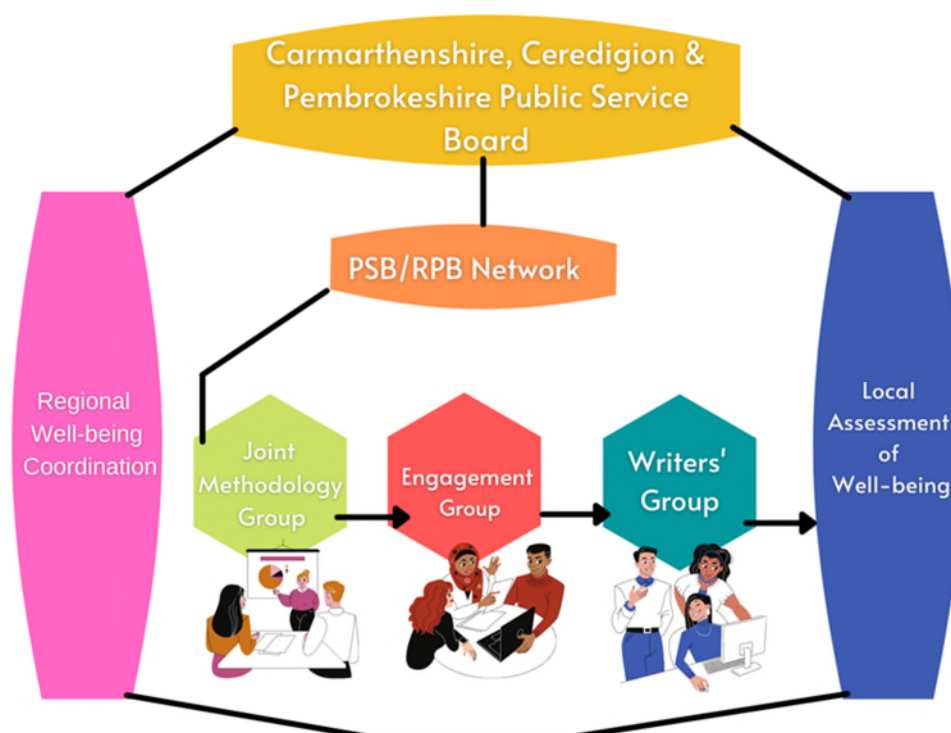 Carmarthenshire, Ceredigion &
Pembrokeshire Public Service
Board
PSB/RPB Network
Regional
Well-being
Coordination
Joint
Methodology
Group
Engagement
Group
Writers'
Group
Local
Assessment
of
Well-being